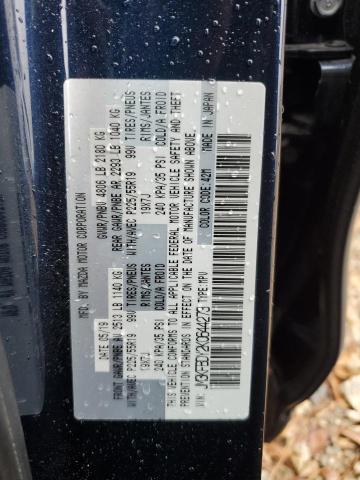 MFD. BY MAZDA MOTOR CORPORATION
DATE: 05/19 GVWR/PNBV 4806 LB 2180 KG
FRONT GAWR/PNBE AV 2513 LB 1140 KG REAR GAWR/PNBE AR 2293 LB 1040 KG
WITH/AVEC P225/55R19 99V TIRES/PNEUS WITH/AVEC P225/55R19 99V TIRES/PNEUS
19X7J RIMS/JANTES 19X7J RIMS/JANTES
240 KPA/35 PSI COLD/A FROID 240 KPA/35 PSI COLD/A FROID
THIS VEHICLE CONFORMS TO ALL APPLICABLE FEDERAL MOTOR VEHICLE SAFETY AND THEFT
PREVENTION STANDARDS IN EFFECT ON THE DATE OF MANUFACTURE SHOWN ABOVE.
TYPE: MPV COLOR CODE: 42M MADE IN JAPAN